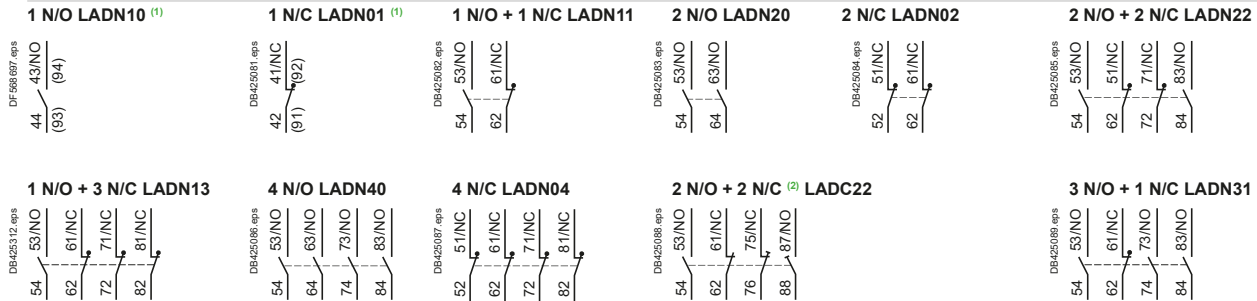 1 N/O LADN10 (1)
1 N/C LADN01 (1)
1 N/O + 1 N/C LADN11
2 N/O LADN20
2 N/C LADN02
2 N/O + 2 N/C LADN22
DF568697.eps
43/NO
(94)
44
(93)
DB425081.eps
41/NC
(92)
42
(91)
DB425082.eps
53/NO
61/NC
54
62
DB425083.eps
53/NO
63/NO
54
64
DB425084.eps
51/NC
61/NC
52
62
DB425085.eps
53/NO
51/NC
71/NC
83/NO
54
62
72
84
1 N/O + 3 N/C LADN13
4 N/O LADN40
4 N/C LADN04
2 N/O + 2 N/C (2) LADC22
3 N/O + 1 N/C LADN31
DB425312.eps
53/NO
61/NC
71/NC
81/NC
54
62
72
82
DB425086.eps
53/NO
63/NO
73/NO
83/NO
54
64
74
84
DB425087.eps
51/NC
61/NC
71/NC
81/NC
52
62
72
82
DB425088.eps
53/NO
61/NC
75/NC
87/NO
54
62
76
88
DB425089.eps
53/NO
61/NC
73/NO
83/NO
54
62
74
84